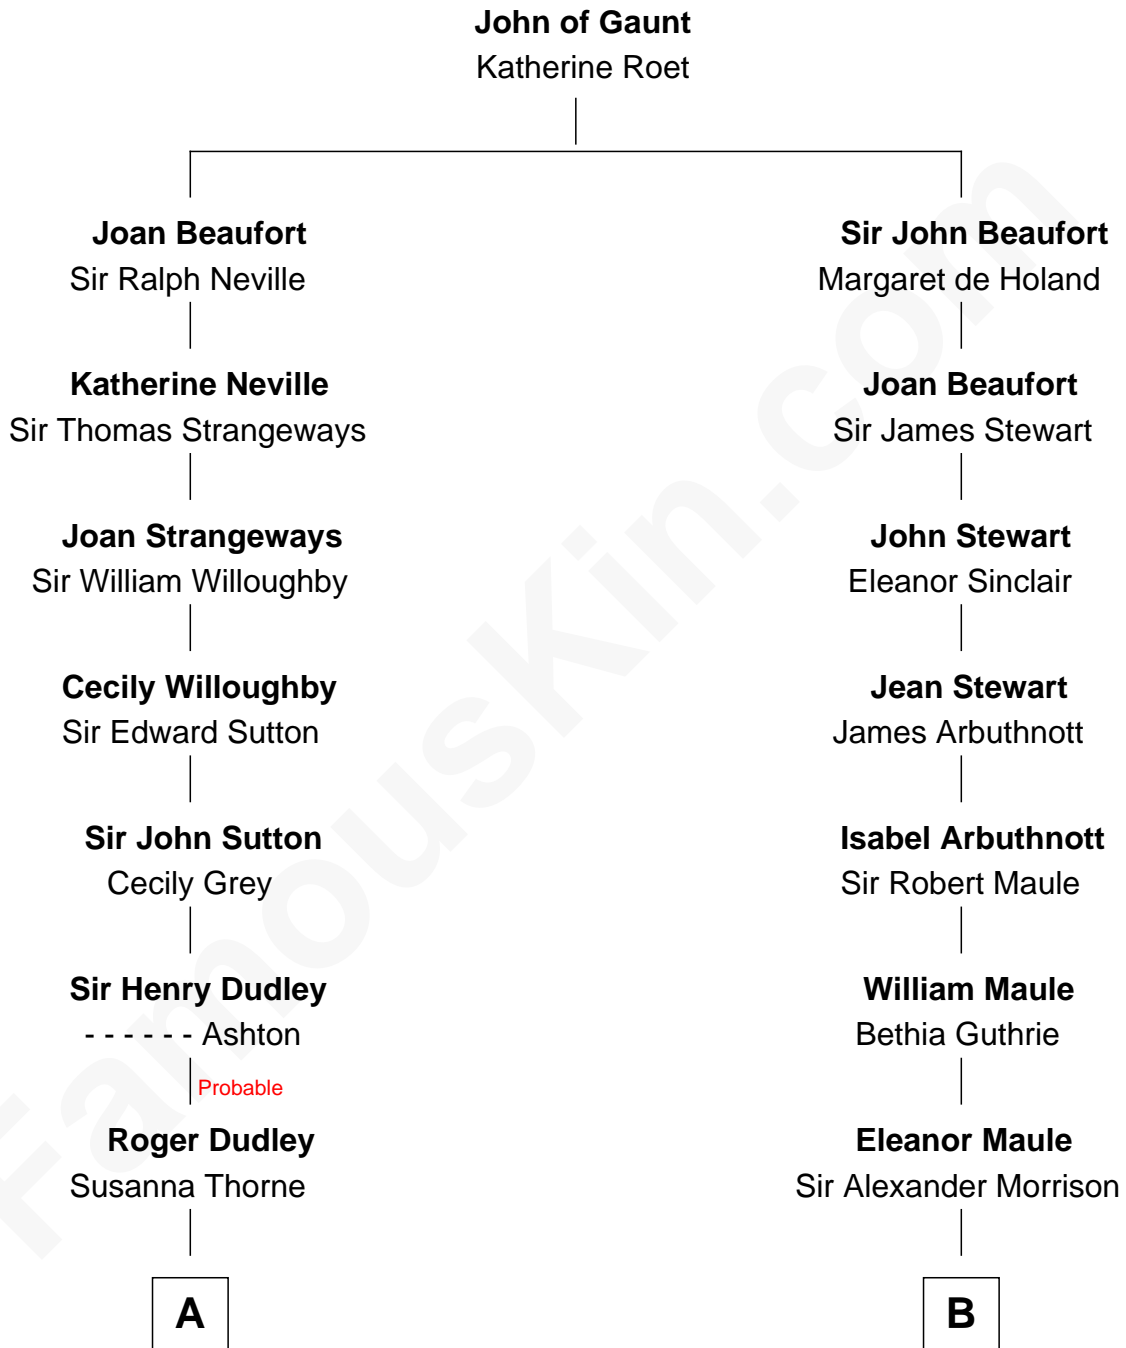 John of Gaunt
Katherine Roet
Joan Beaufort
Sir Ralph Neville
Katherine Neville
Sir Thomas Strangeways
Joan Strangeways
Sir William Willoughby
Cecily Willoughby
Sir Edward Sutton
Sir John Sutton
Cecily Grey
Sir Henry Dudley
- - - - - - Ashton
Probable
Roger Dudley
Susanna Thorne
A
Sir John Beaufort
Margaret de Holand
Joan Beaufort
Sir James Stewart
John Stewart
Eleanor Sinclair
Jean Stewart
James Arbuthnott
Isabel Arbuthnott
Sir Robert Maule
William Maule
Bethia Guthrie
Eleanor Maule
Sir Alexander Morrison
B
FamousKin.com